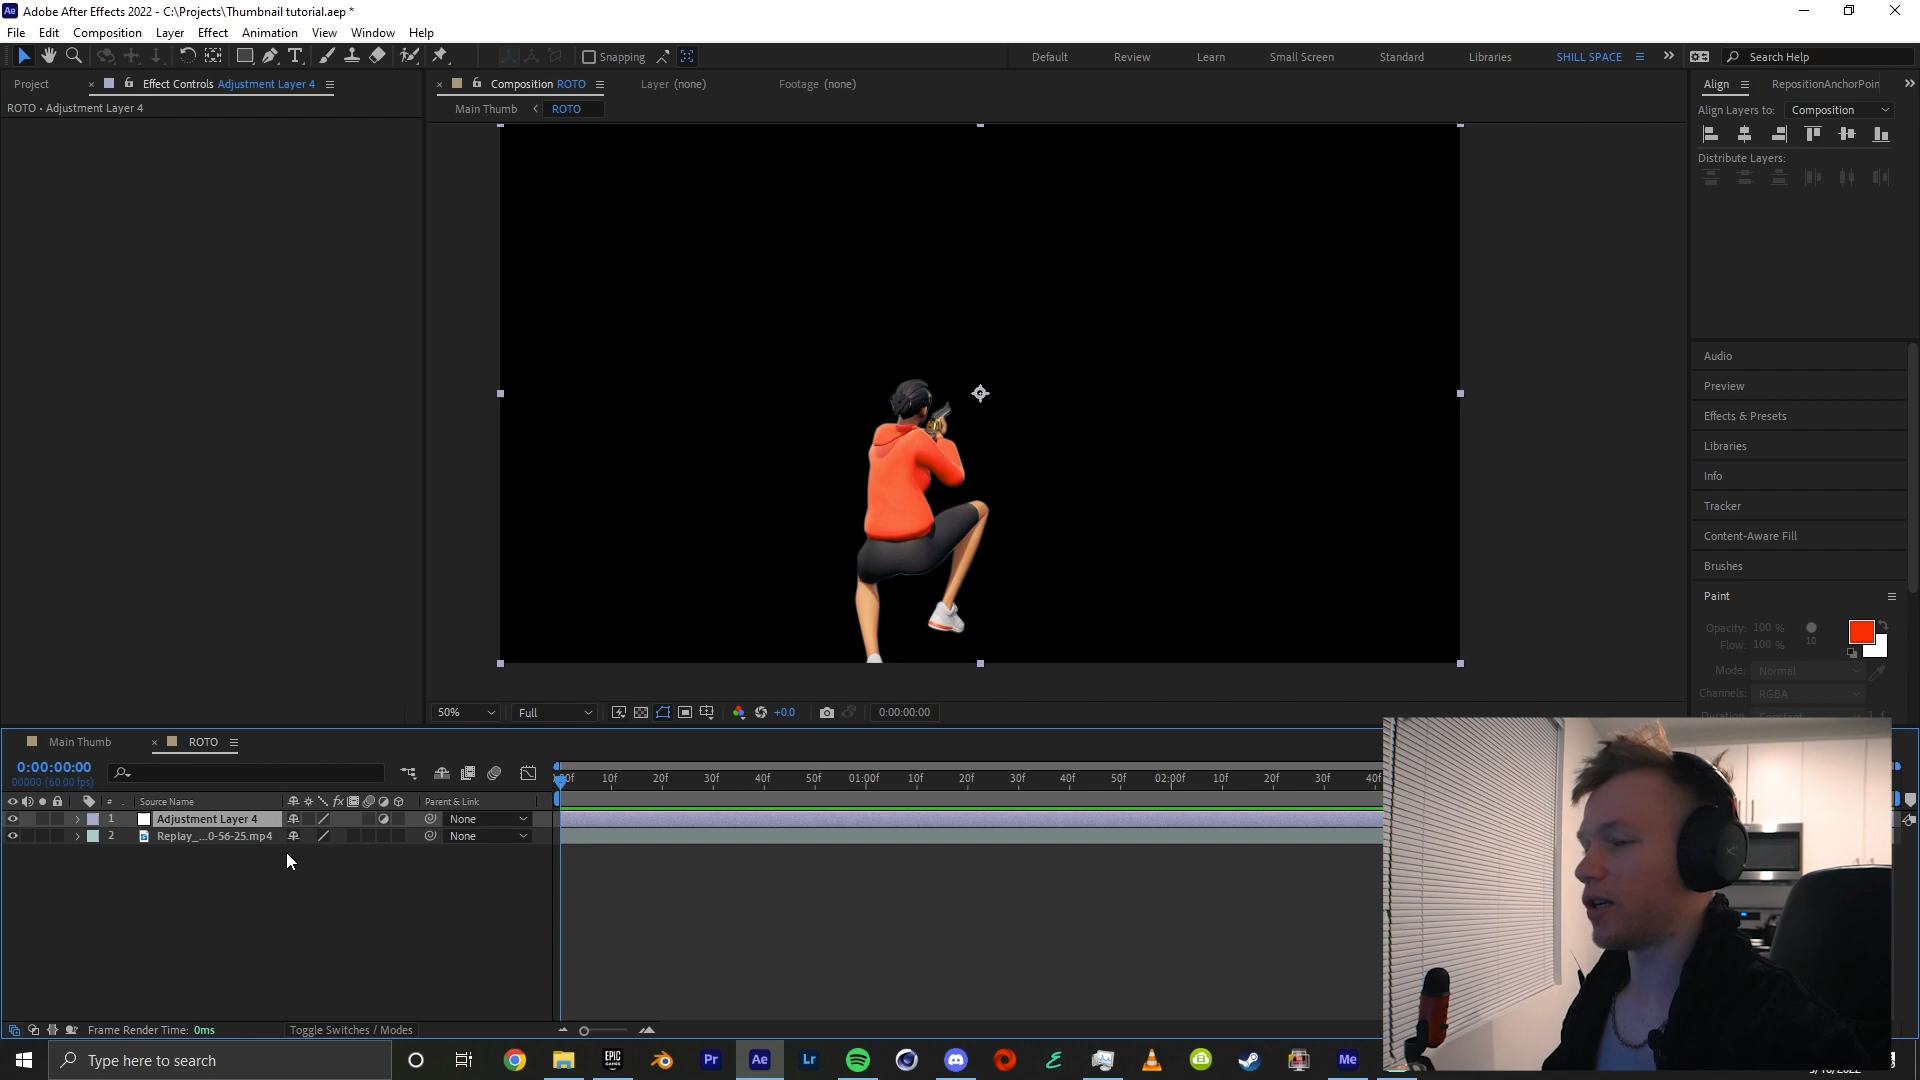 Adobe After Effects 2022 - C:\Projects\Thumbnail tutorial.aep *
File Edit Composition Layer Effect Animation View Window Help
Snapping
Default Review Learn Small Screen Standard Libraries SHILL SPACE
Search Help
Project
Effect Controls Adjustment Layer 4
Composition ROTO
Layer (none)
Footage (none)
Align
RepositionAnchorPoin
ROTO • Adjustment Layer 4
Main Thumb < ROTO
Align Layers to: Composition
Distribute Layers:
Audio
Preview
Effects & Presets
Libraries
Info
Tracker
Content-Aware Fill
Brushes
Paint
Opacity: 100 %
10
Flow: 100 %
Mode: Normal
Channels: RGBA
50% Full +0.0 0:00:00:00
Main Thumb ROTO
0:00:00:00
00000 (60.00 fps)
10f 20f 30f 40f 50f 01:00f 10f 20f 30f 40f 50f 02:00f 10f 20f 30f
# Source Name Parent & Link
1 Adjustment Layer 4 None
2 Replay_...0-56-25.mp4 None
Frame Render Time: 0ms
Toggle Switches / Modes
Type here to search
EPIC GAMES
Pr Ae Lr Me